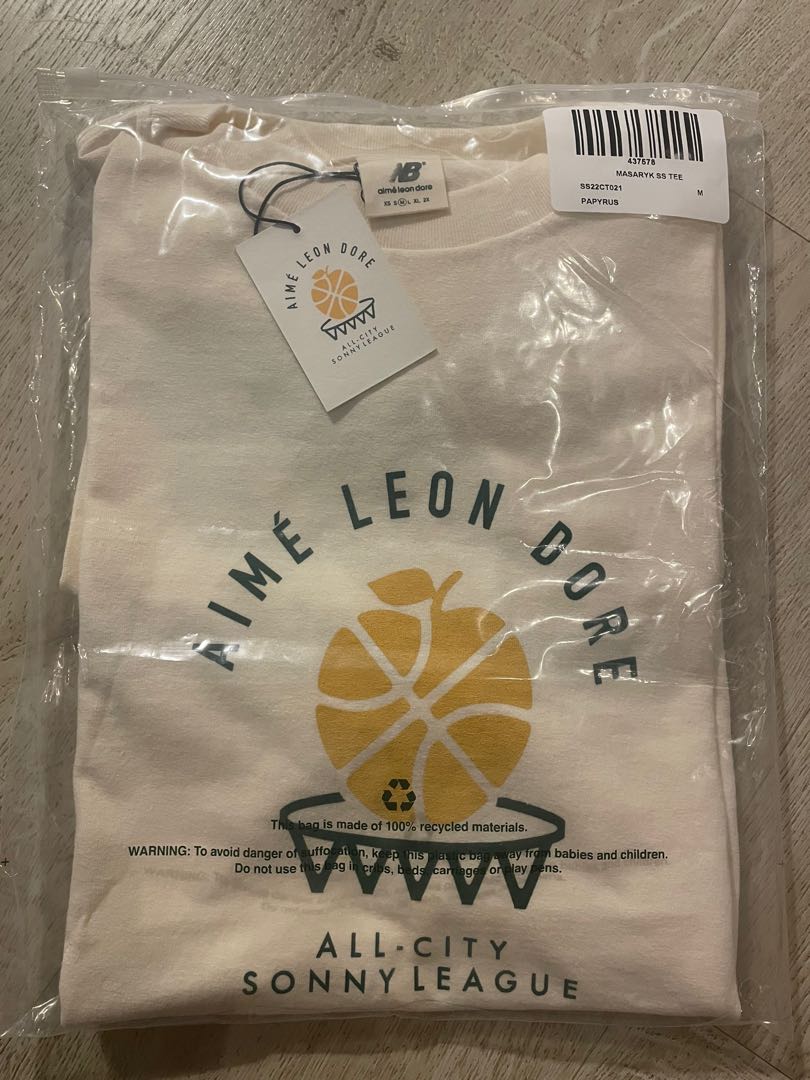 437578
MASARYK SS TEE
SS22CT021 M
PAPYRUS
NB
aimé leon dore
XS S M L XL 2X
AIMÉ LEON DORE
ALL-CITY
SONNY LEAGUE
AIMÉ LEON DORE
This bag is made of 100% recycled materials.
WARNING: To avoid danger of suffocation, keep this plastic bag away from babies and children.
Do not use this bag in cribs, beds, carriages or play pens.
ALL-CITY
SONNY LEAGUE